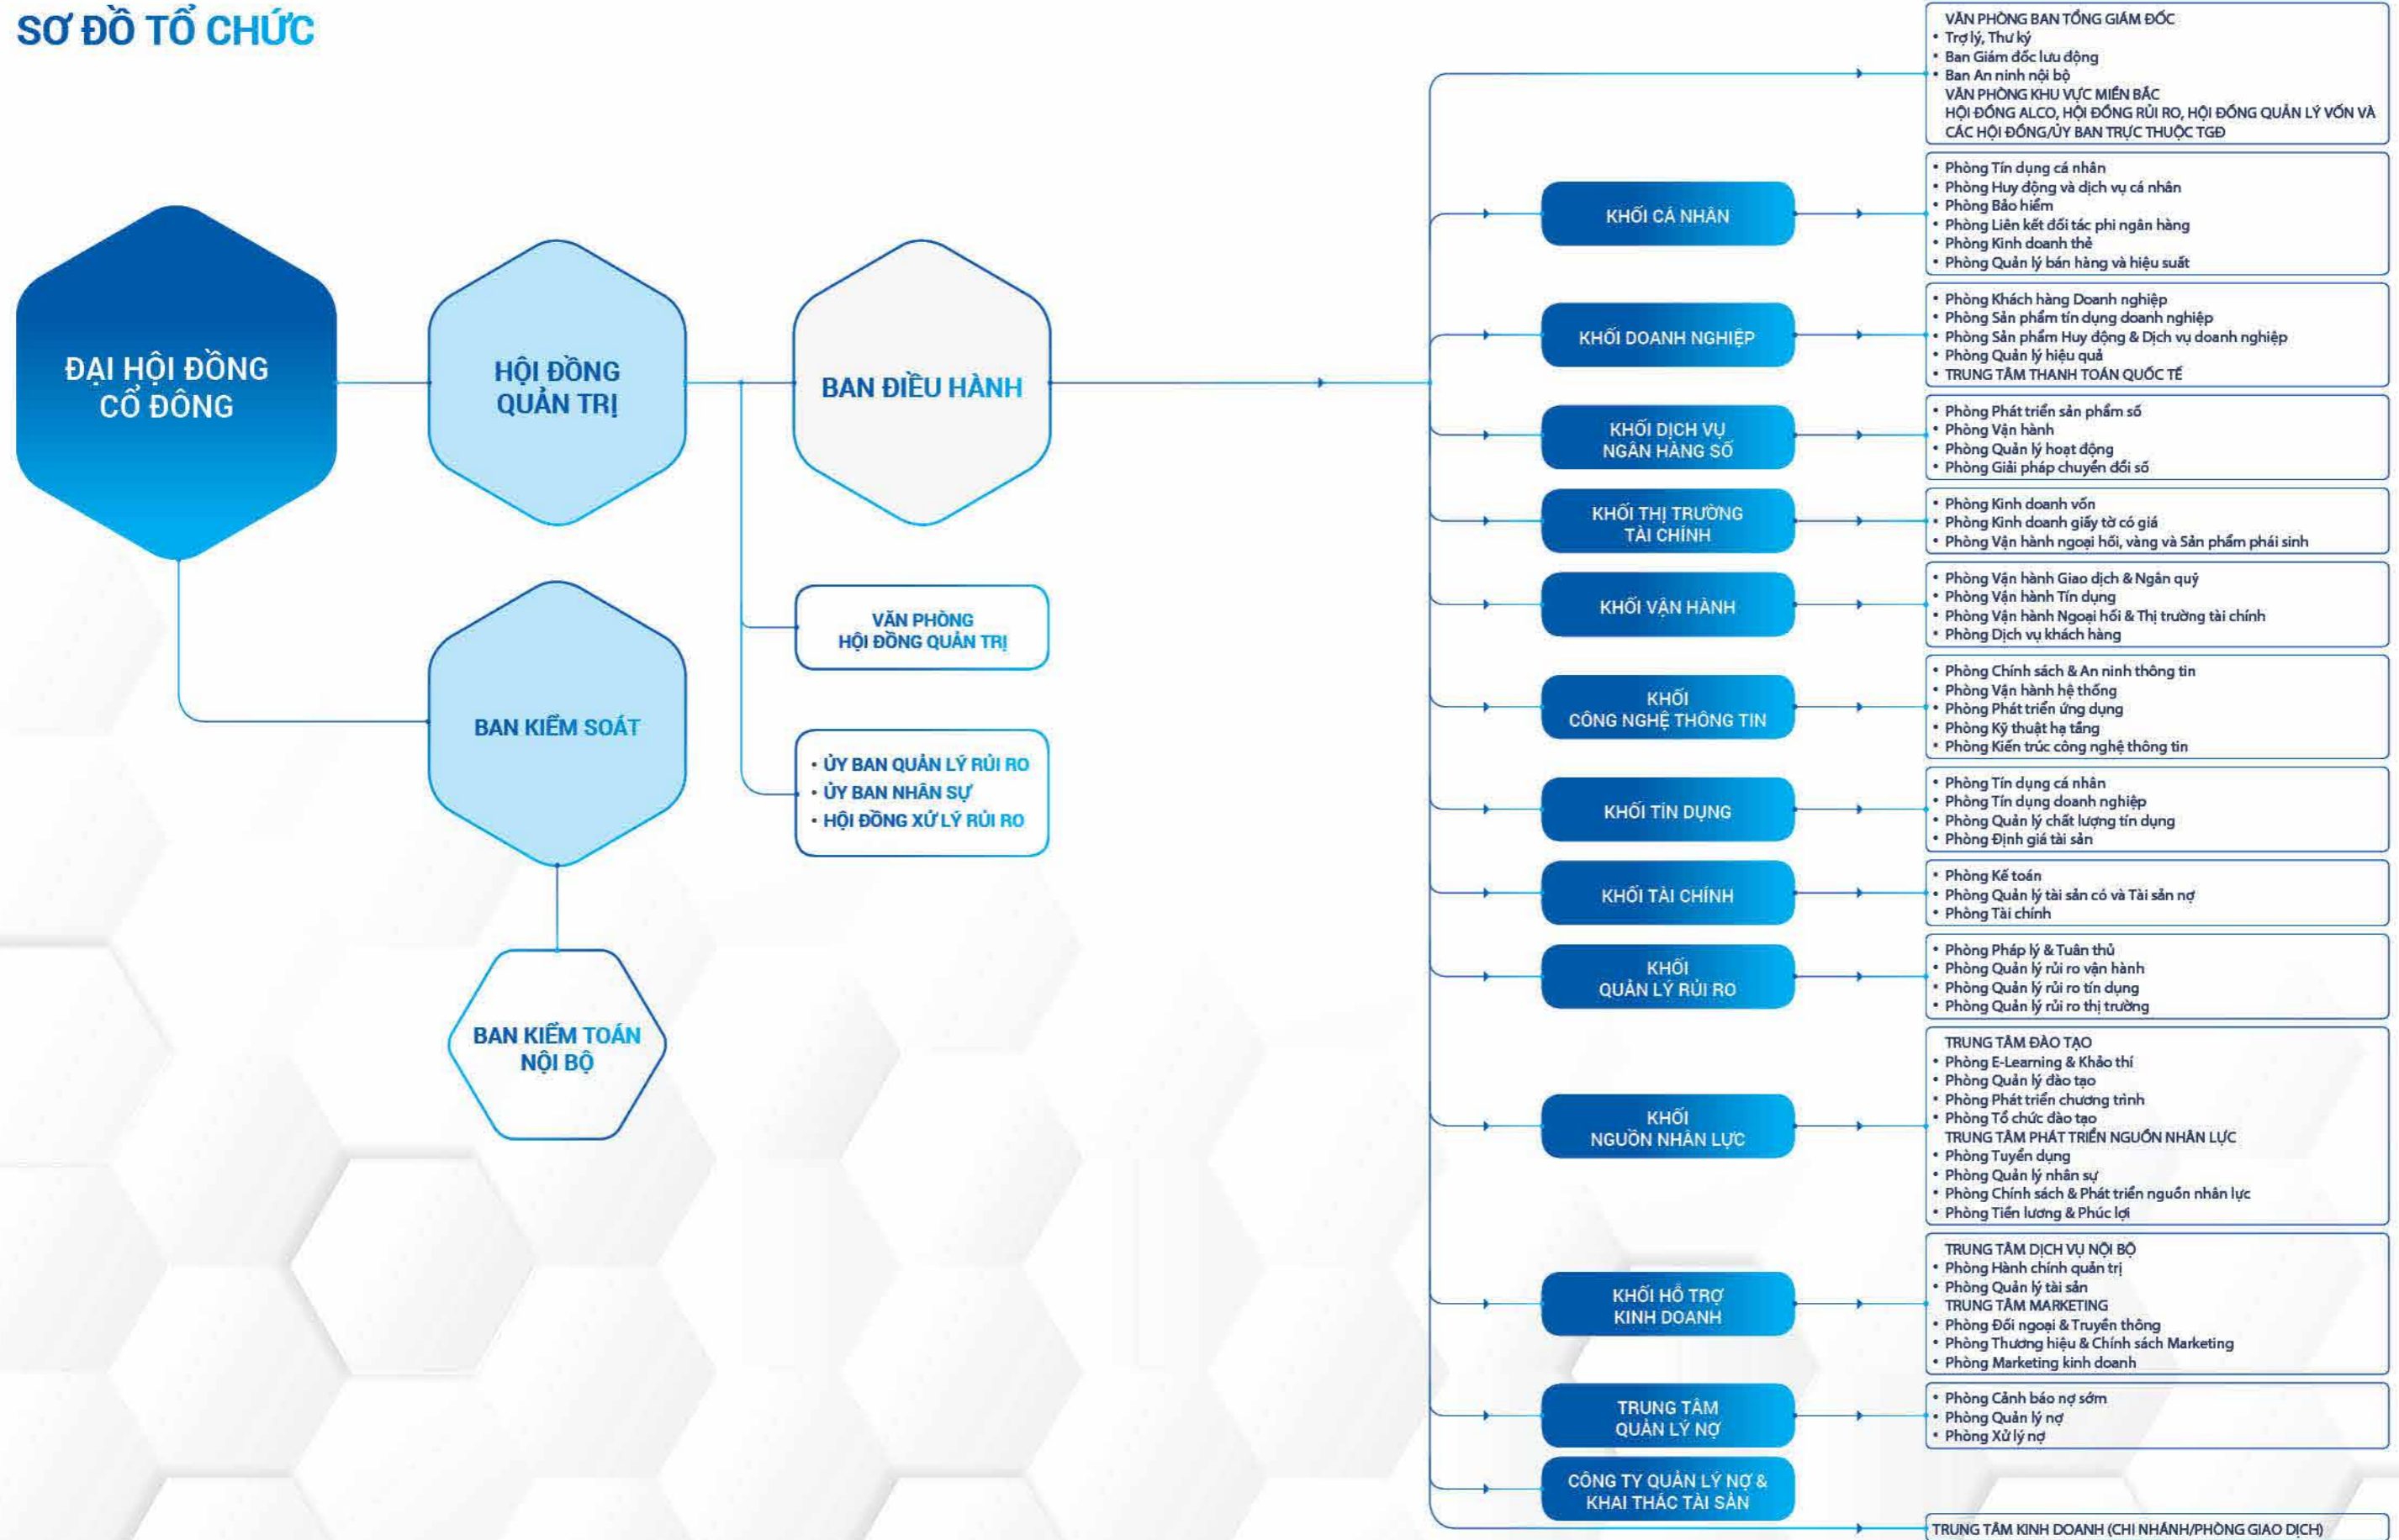 SƠ ĐỒ TỔ CHỨC
ĐẠI HỘI ĐỒNG
CỔ ĐÔNG
HỘI ĐỒNG
QUẢN TRỊ
BAN ĐIỀU HÀNH
VĂN PHÒNG
HỘI ĐỒNG QUẢN TRỊ
• ỦY BAN QUẢN LÝ RỦI RO
• ỦY BAN NHÂN SỰ
• HỘI ĐỒNG XỬ LÝ RỦI RO
BAN KIỂM SOÁT
BAN KIỂM TOÁN
NỘI BỘ
VĂN PHÒNG BAN TỔNG GIÁM ĐỐC
• Trợ lý, Thư ký
• Ban Giám đốc lưu động
• Ban An ninh nội bộ
VĂN PHÒNG KHU VỰC MIỀN BẮC
HỘI ĐỒNG ALCO, HỘI ĐỒNG RỦI RO, HỘI ĐỒNG QUẢN LÝ VỐN VÀ
CÁC HỘI ĐỒNG/ỦY BAN TRỰC THUỘC TGĐ
KHỐI CÁ NHÂN
• Phòng Tín dụng cá nhân
• Phòng Huy động và dịch vụ cá nhân
• Phòng Bảo hiểm
• Phòng Liên kết đối tác phi ngân hàng
• Phòng Kinh doanh thẻ
• Phòng Quản lý bán hàng và hiệu suất
KHỐI DOANH NGHIỆP
• Phòng Khách hàng Doanh nghiệp
• Phòng Sản phẩm tín dụng doanh nghiệp
• Phòng Sản phẩm Huy động & Dịch vụ doanh nghiệp
• Phòng Quản lý hiệu quả
• TRUNG TÂM THANH TOÁN QUỐC TẾ
KHỐI DỊCH VỤ
NGÂN HÀNG SỐ
• Phòng Phát triển sản phẩm số
• Phòng Vận hành
• Phòng Quản lý hoạt động
• Phòng Giải pháp chuyển đổi số
KHỐI THỊ TRƯỜNG
TÀI CHÍNH
• Phòng Kinh doanh vốn
• Phòng Kinh doanh giấy tờ có giá
• Phòng Vận hành ngoại hối, vàng và Sản phẩm phái sinh
KHỐI VẬN HÀNH
• Phòng Vận hành Giao dịch & Ngân quỹ
• Phòng Vận hành Tín dụng
• Phòng Vận hành Ngoại hối & Thị trường tài chính
• Phòng Dịch vụ khách hàng
KHỐI
CÔNG NGHỆ THÔNG TIN
• Phòng Chính sách & An ninh thông tin
• Phòng Vận hành hệ thống
• Phòng Phát triển ứng dụng
• Phòng Kỹ thuật hạ tầng
• Phòng Kiến trúc công nghệ thông tin
KHỐI TÍN DỤNG
• Phòng Tín dụng cá nhân
• Phòng Tín dụng doanh nghiệp
• Phòng Quản lý chất lượng tín dụng
• Phòng Định giá tài sản
KHỐI TÀI CHÍNH
• Phòng Kế toán
• Phòng Quản lý tài sản có và Tài sản nợ
• Phòng Tài chính
KHỐI
QUẢN LÝ RỦI RO
• Phòng Pháp lý & Tuân thủ
• Phòng Quản lý rủi ro vận hành
• Phòng Quản lý rủi ro tín dụng
• Phòng Quản lý rủi ro thị trường
KHỐI
NGUỒN NHÂN LỰC
TRUNG TÂM ĐÀO TẠO
• Phòng E-Learning & Khảo thí
• Phòng Quản lý đào tạo
• Phòng Phát triển chương trình
• Phòng Tổ chức đào tạo
TRUNG TÂM PHÁT TRIỂN NGUỒN NHÂN LỰC
• Phòng Tuyển dụng
• Phòng Quản lý nhân sự
• Phòng Chính sách & Phát triển nguồn nhân lực
• Phòng Tiền lương & Phúc lợi
KHỐI HỖ TRỢ
KINH DOANH
TRUNG TÂM DỊCH VỤ NỘI BỘ
• Phòng Hành chính quản trị
• Phòng Quản lý tài sản
TRUNG TÂM MARKETING
• Phòng Đối ngoại & Truyền thông
• Phòng Thương hiệu & Chính sách Marketing
• Phòng Marketing kinh doanh
TRUNG TÂM
QUẢN LÝ NỢ
• Phòng Cảnh báo nợ sớm
• Phòng Quản lý nợ
• Phòng Xử lý nợ
CÔNG TY QUẢN LÝ NỢ &
KHAI THÁC TÀI SẢN
TRUNG TÂM KINH DOANH (CHI NHÁNH/PHÒNG GIAO DỊCH)